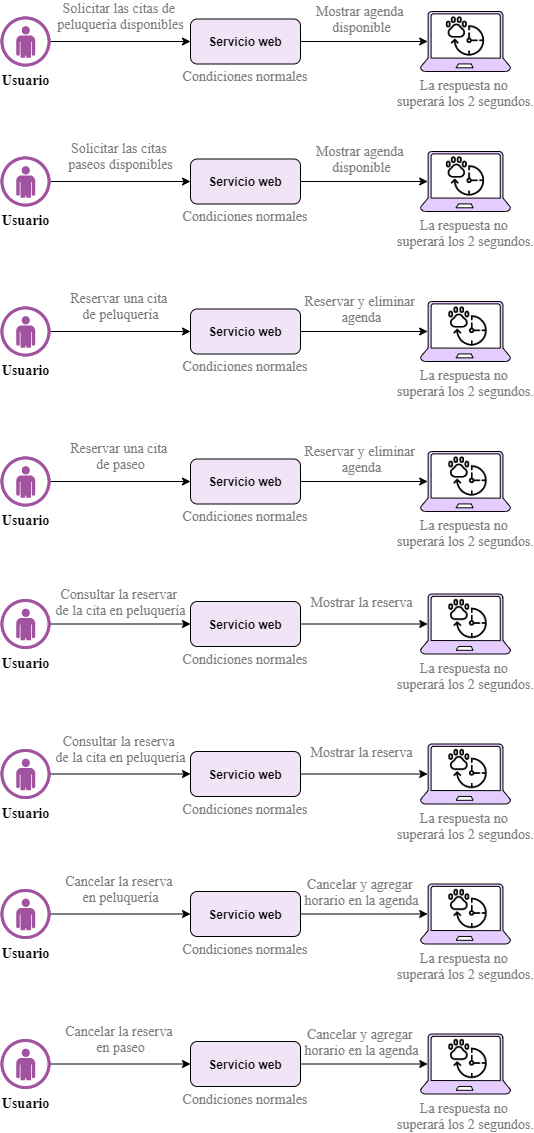 Solicitar las citas de
peluquería disponibles
Mostrar agenda
disponible
Servicio web
Usuario
Condiciones normales
La respuesta no
superará los 2 segundos.
Solicitar las citas
paseos disponibles
Mostrar agenda
disponible
Servicio web
Usuario
Condiciones normales
La respuesta no
superará los 2 segundos.
Reservar una cita
de peluquería
Reservar y eliminar
agenda
Servicio web
Usuario
Condiciones normales
La respuesta no
superará los 2 segundos.
Reservar una cita
de paseo
Reservar y eliminar
agenda
Servicio web
Usuario
Condiciones normales
La respuesta no
superará los 2 segundos.
Consultar la reservar
de la cita en peluquería
Mostrar la reserva
Servicio web
Usuario
Condiciones normales
La respuesta no
superará los 2 segundos.
Consultar la reserva
de la cita en peluquería
Mostrar la reserva
Servicio web
Usuario
Condiciones normales
La respuesta no
superará los 2 segundos.
Cancelar la reserva
en peluquería
Cancelar y agregar
horario en la agenda
Servicio web
Usuario
Condiciones normales
La respuesta no
superará los 2 segundos.
Cancelar la reserva
en paseo
Cancelar y agregar
horario en la agenda
Servicio web
Usuario
Condiciones normales
La respuesta no
superará los 2 segundos.